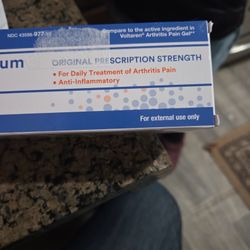 NDC 43598-977-
Compare to the active ingredient in
Voltaren® Arthritis Pain Gel**
um
ORIGINAL PRESCRIPTION STRENGTH
• For Daily Treatment of Arthritis Pain
• Anti-Inflammatory
For external use only